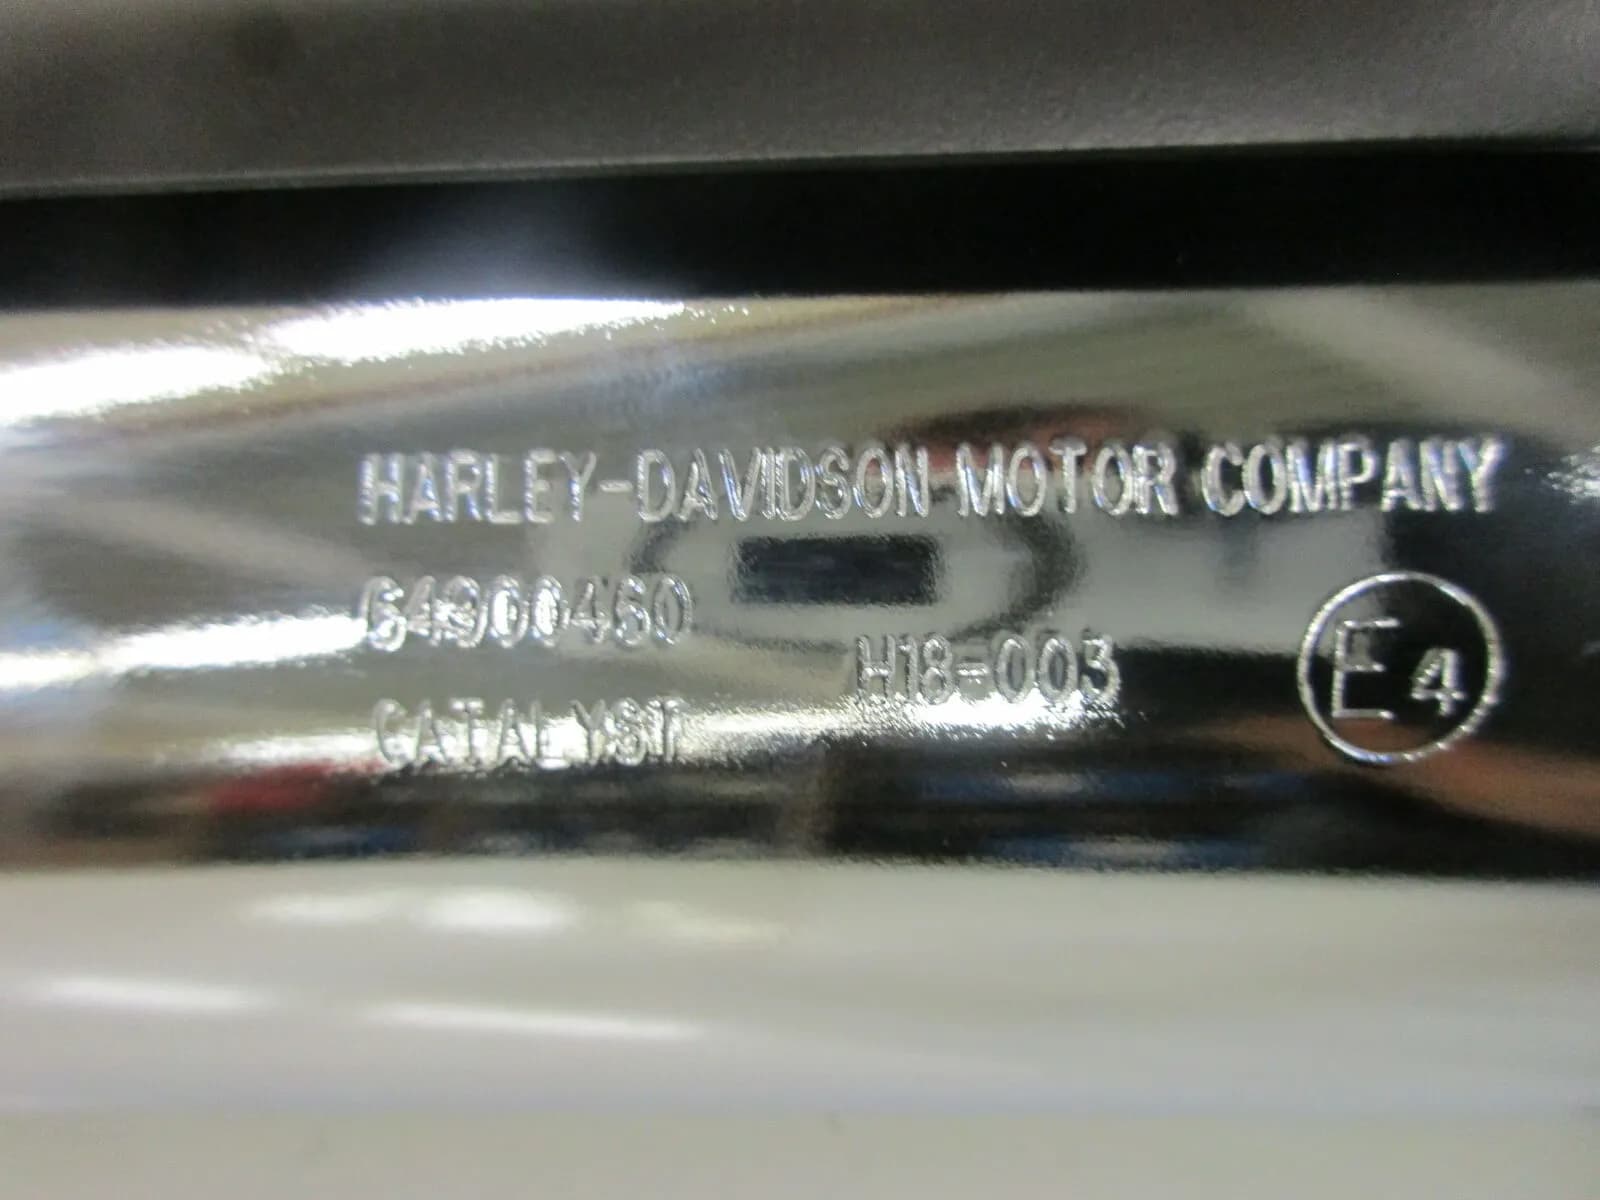 HARLEY-DAVIDSON MOTOR COMPANY
64900460
H18-003
CATALYST
E4